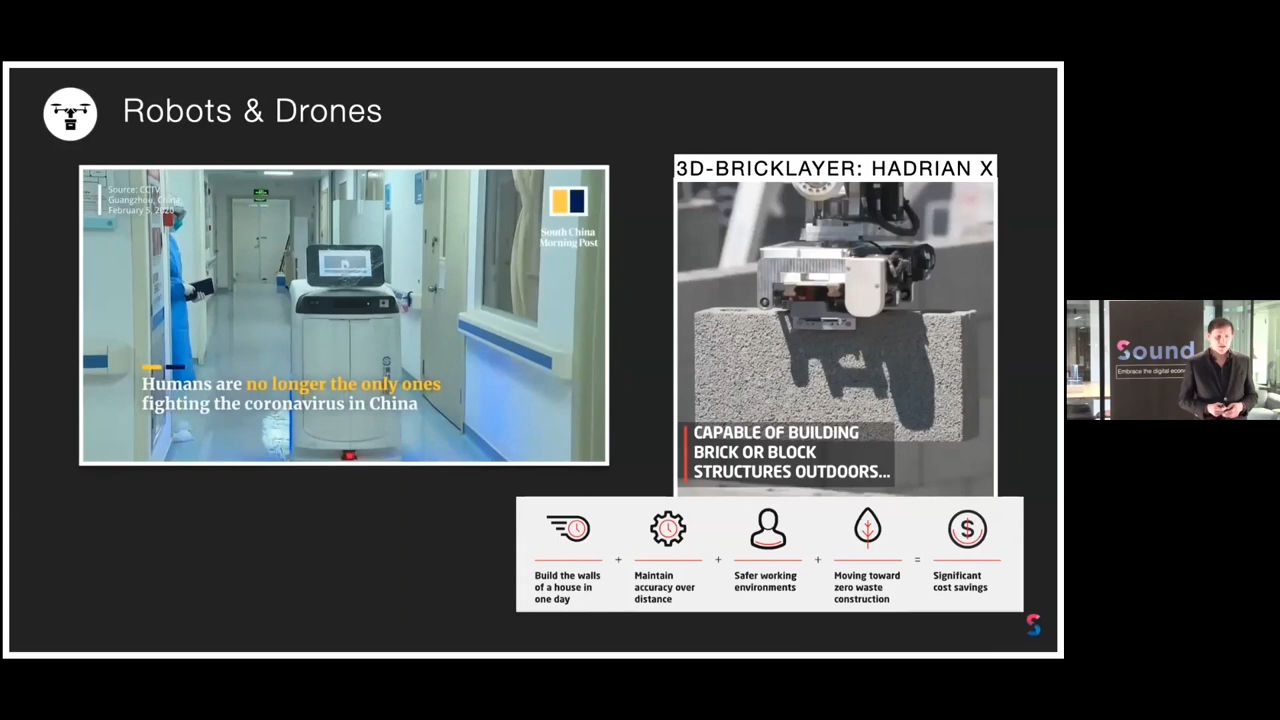 Robots & Drones
Source: CCTV
Guangzhou, China
February 5, 2020
South China
Morning Post
Humans are no longer the only ones
fighting the coronavirus in China
3D-BRICKLAYER: HADRIAN X
CAPABLE OF BUILDING
BRICK OR BLOCK
STRUCTURES OUTDOORS...
Build the walls
of a house in
one day
+
Maintain
accuracy over
distance
+
Safer working
environments
+
Moving toward
zero waste
construction
=
$
Significant
cost savings
Sound
Embrace the digital